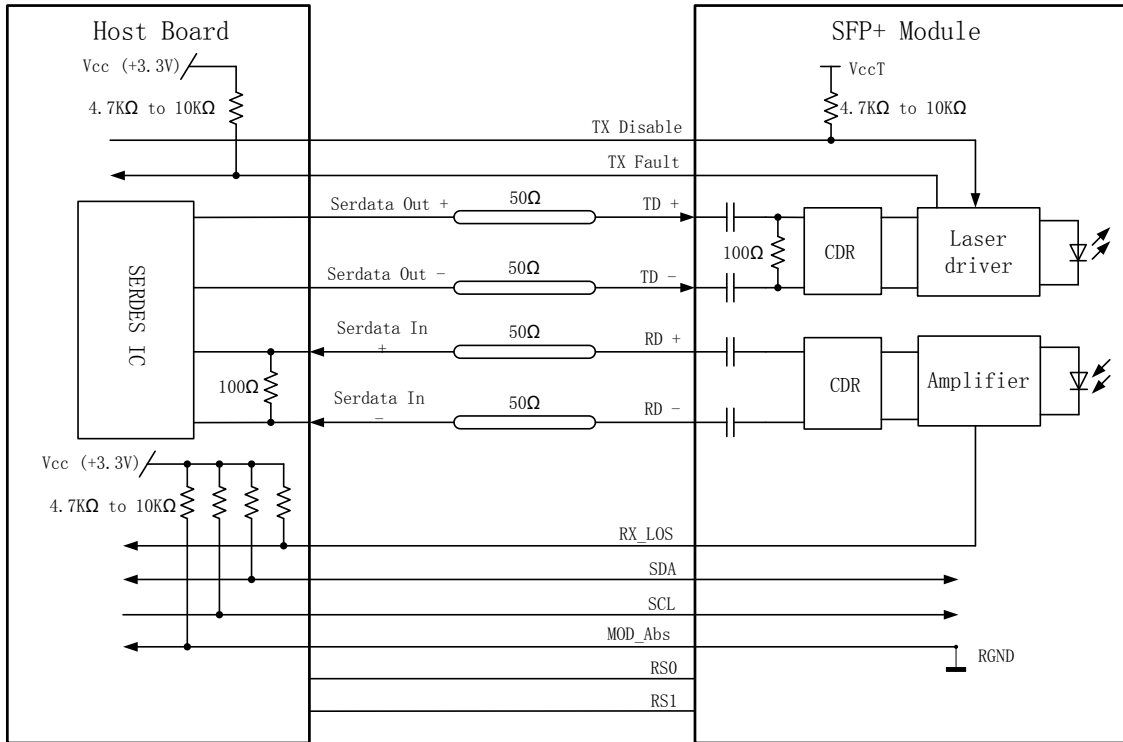 Host Board
SFP+ Module
Vcc (+3.3V)
VccT
4.7KΩ to 10KΩ
4.7KΩ to 10KΩ
TX Disable
TX Fault
Serdata Out +
50Ω
TD +
100Ω
CDR
Laser
driver
Serdata Out -
50Ω
TD -
SERDES IC
Serdata In
+
50Ω
RD +
100Ω
CDR
Amplifier
Serdata In
-
50Ω
RD -
Vcc (+3.3V)
4.7KΩ to 10KΩ
RX_LOS
SDA
SCL
MOD_Abs
RGND
RS0
RS1